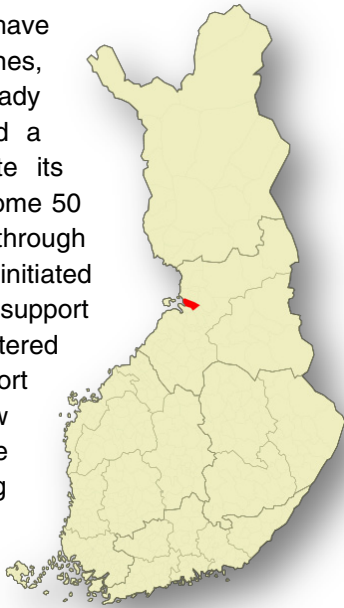 have
nes,
ady
d a
te its
ome 50
through
initiated
support
tered
ort
w
e
g